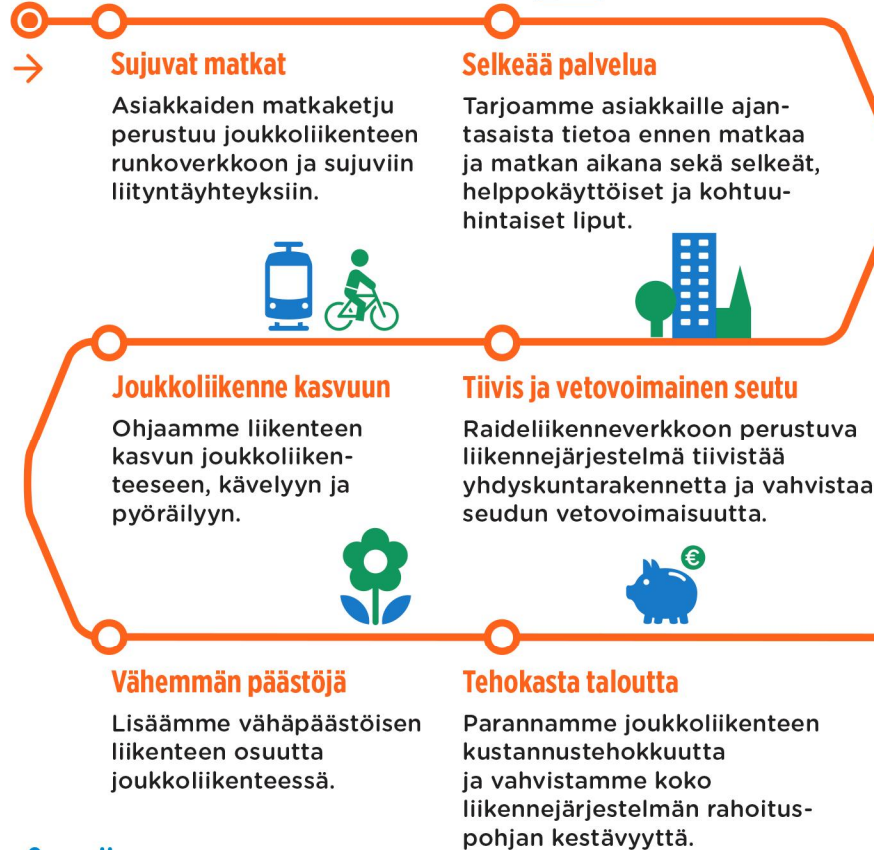 Sujuvat matkat
Asiakkaiden matkaketju
perustuu joukkoliikenteen
runkoverkkoon ja sujuviin
liityntäyhteyksiin.
Selkeää palvelua
Tarjoamme asiakkaille ajan-
tasaista tietoa ennen matkaa
ja matkan aikana sekä selkeät,
helppokäyttöiset ja kohtuu-
hintaiset liput.
Joukkoliikenne kasvuun
Ohjaamme liikenteen
kasvun joukkoliiken-
teeseen, kävelyyn ja
pyöräilyyn.
Tiivis ja vetovoimainen seutu
Raideliikenneverkkoon perustuva
liikennejärjestelmä tiivistää
yhdyskuntarakennetta ja vahvistaa
seudun vetovoimaisuutta.
€
Vähemmän päästöjä
Lisäämme vähäpäästöisen
liikenteen osuutta
joukkoliikenteessä.
Tehokasta taloutta
Parannamme joukkoliikenteen
kustannustehokkuutta
ja vahvistamme koko
liikennejärjestelmän rahoitus-
pohjan kestävyyttä.